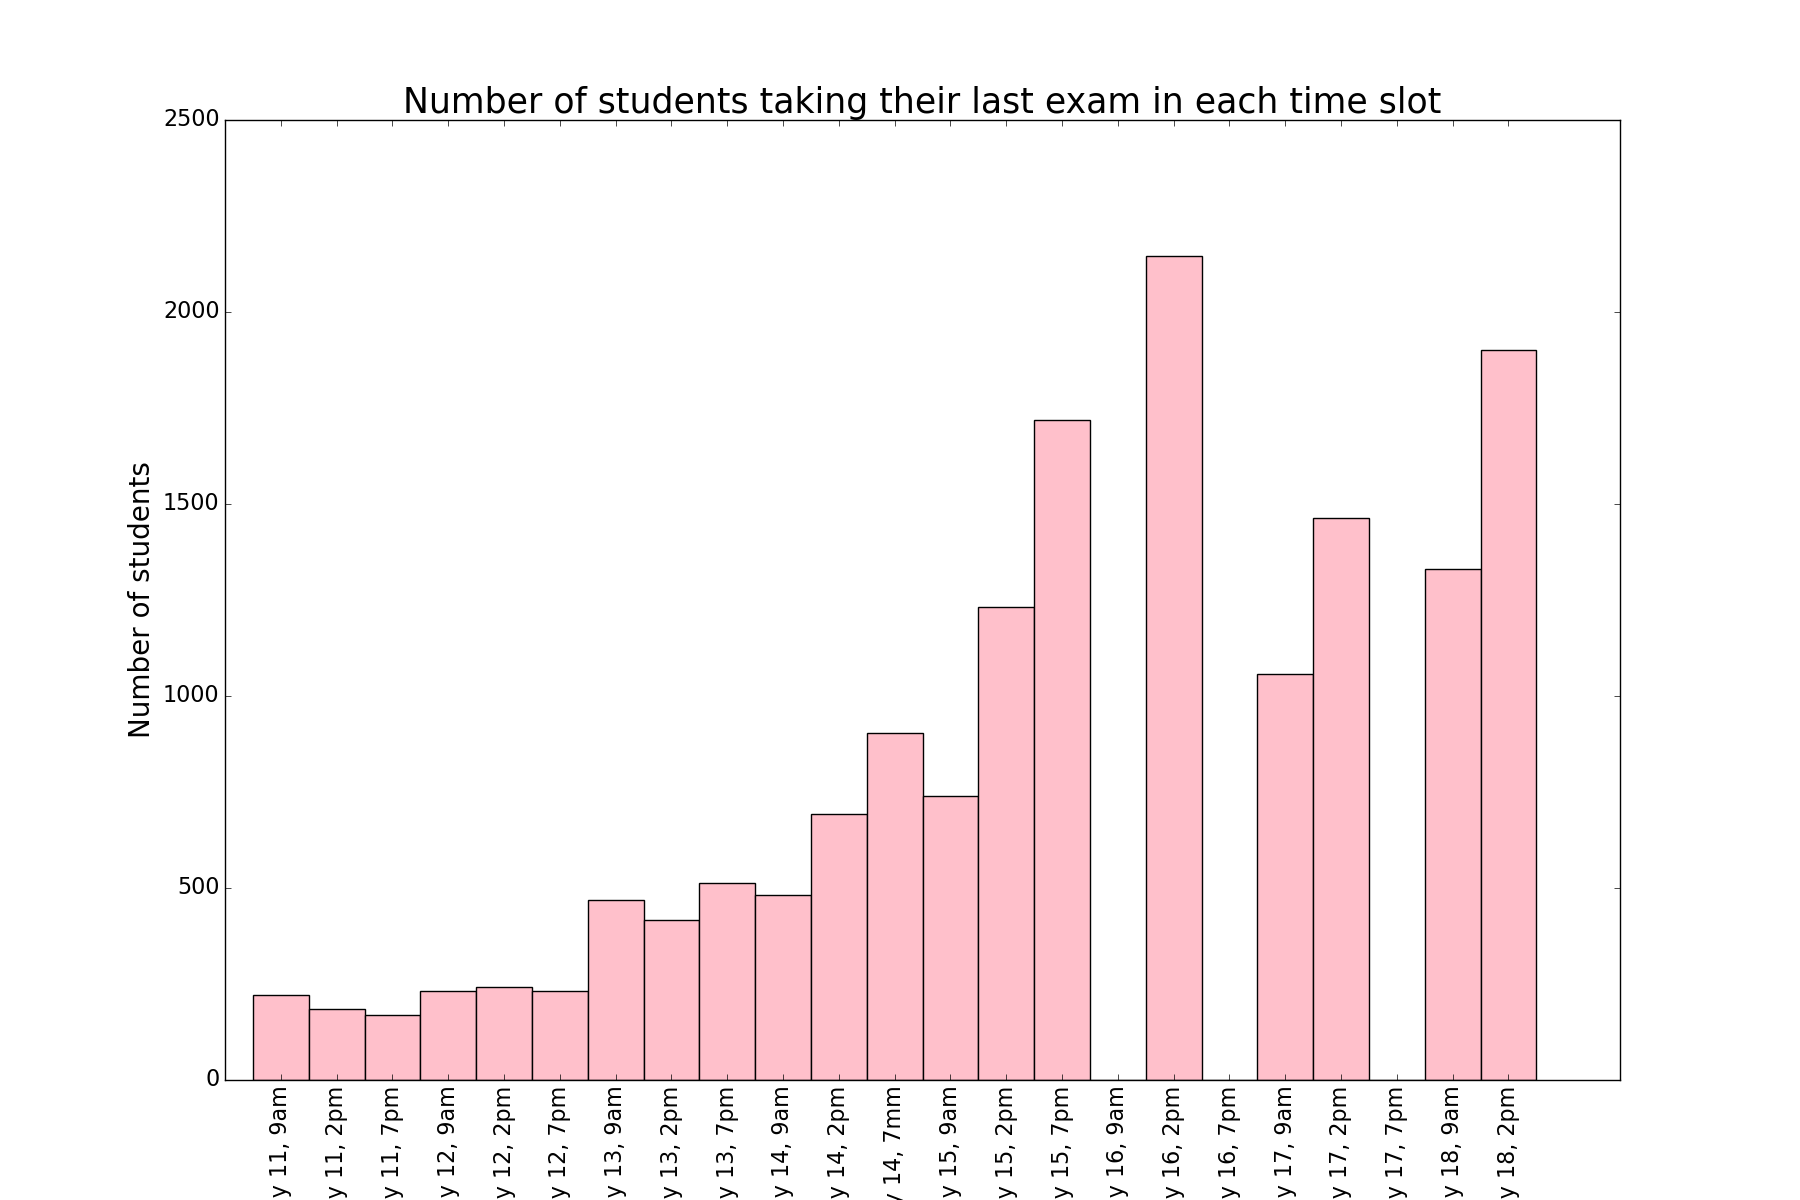 Number of students taking their last exam in each time slot
Number of students
2500
2000
1500
1000
500
0
y 11, 9am
y 11, 2pm
y 11, 7pm
y 12, 9am
y 12, 2pm
y 12, 7pm
y 13, 9am
y 13, 2pm
y 13, 7pm
y 14, 9am
y 14, 2pm
y 14, 7mm
y 15, 9am
y 15, 2pm
y 15, 7pm
y 16, 9am
y 16, 2pm
y 16, 7pm
y 17, 9am
y 17, 2pm
y 17, 7pm
y 18, 9am
y 18, 2pm